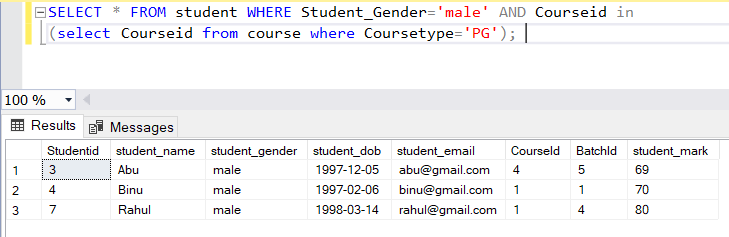 SELECT * FROM student WHERE Student_Gender='male' AND Courseid in
(select Courseid from course where Coursetype='PG');
100 %
Results Messages
Studentid student_name student_gender student_dob student_email CourseId BatchId student_mark
1 3 Abu male 1997-12-05 abu@gmail.com 4 5 69
2 4 Binu male 1997-02-06 binu@gmail.com 1 1 70
3 7 Rahul male 1998-03-14 rahul@gmail.com 1 4 80